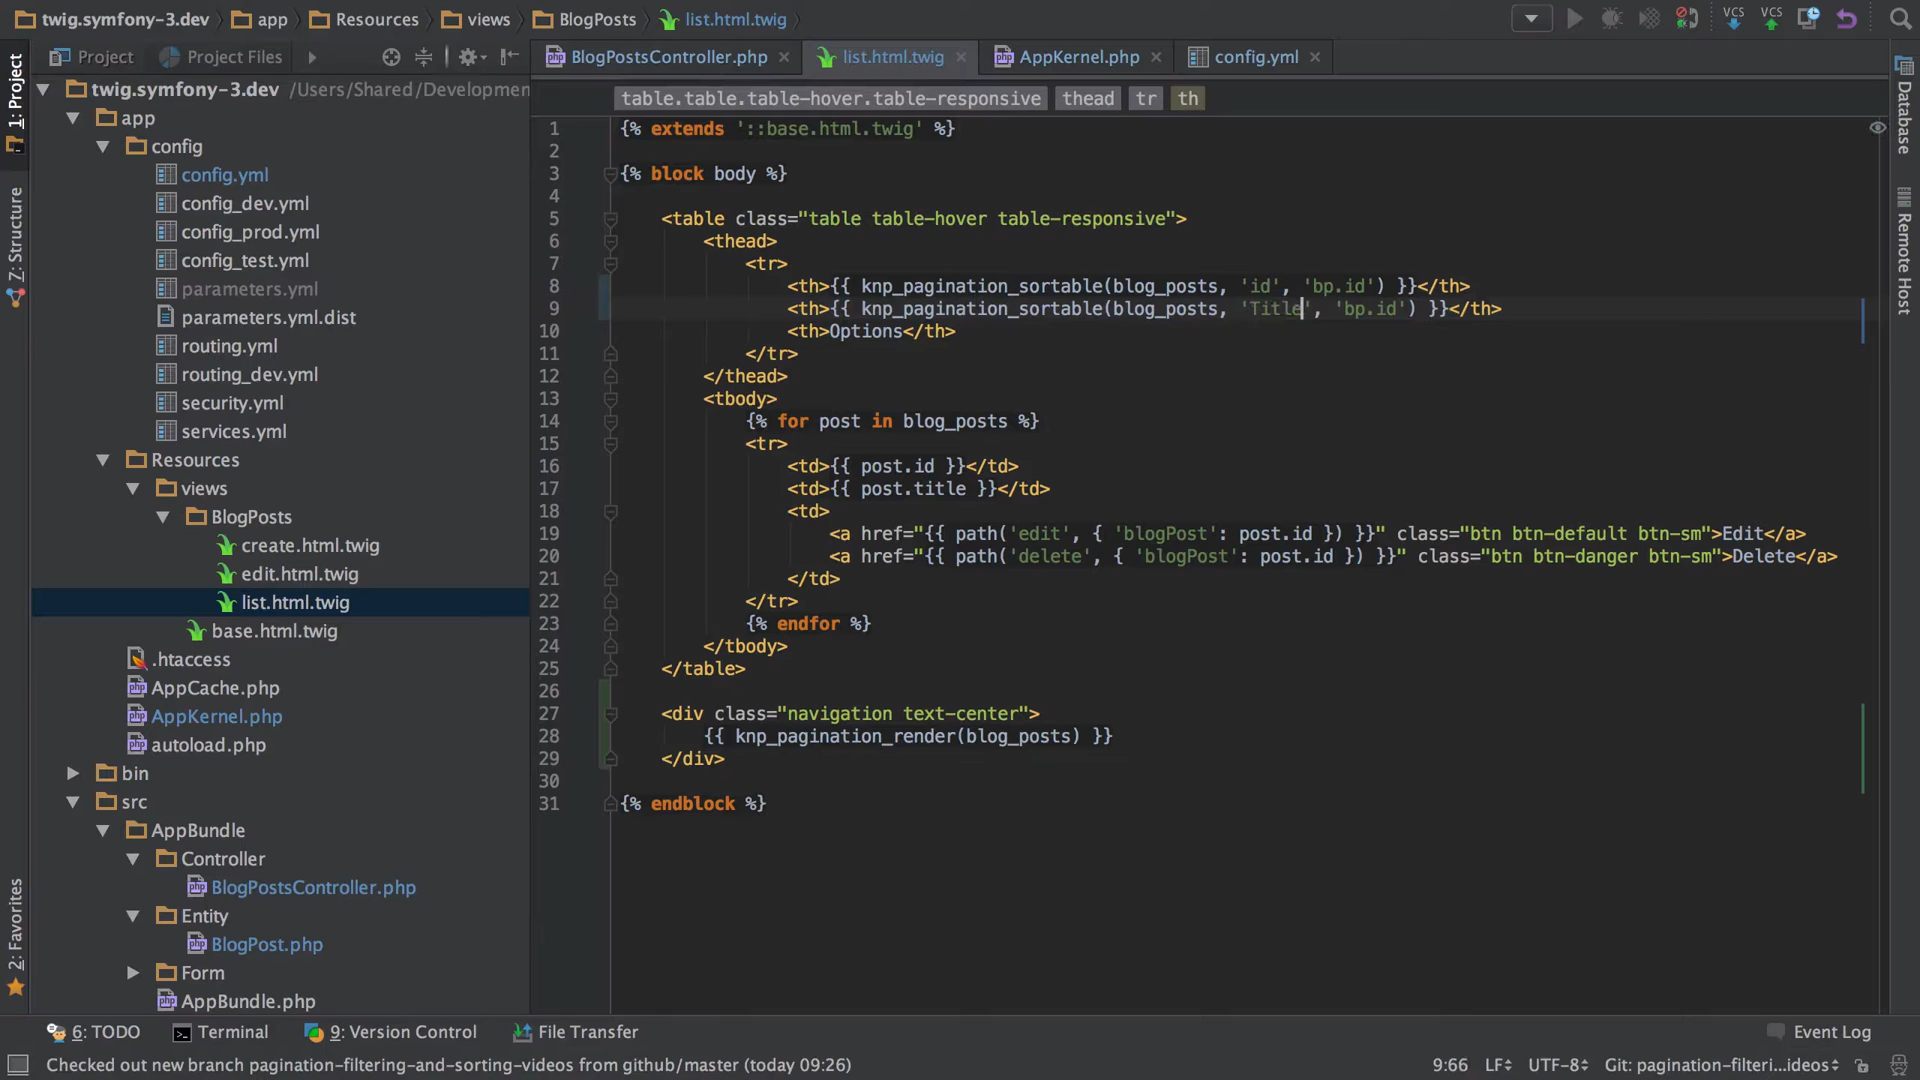 twig.symfony-3.dev app Resources views BlogPosts list.html.twig
Project Project Files
BlogPostsController.php list.html.twig AppKernel.php config.yml
1: Project
Z: Structure
2: Favorites
twig.symfony-3.dev /Users/Shared/Developmen
app
config
config.yml
config_dev.yml
config_prod.yml
config_test.yml
parameters.yml
parameters.yml.dist
routing.yml
routing_dev.yml
security.yml
services.yml
Resources
views
BlogPosts
create.html.twig
edit.html.twig
list.html.twig
base.html.twig
.htaccess
AppCache.php
AppKernel.php
autoload.php
bin
src
AppBundle
Controller
BlogPostsController.php
Entity
BlogPost.php
Form
AppBundle.php
table.table.table-hover.table-responsive thead tr th
1 {% extends '::base.html.twig' %}
2
3 {% block body %}
4
5 <table class="table table-hover table-responsive">
6 <thead>
7 <tr>
8 <th>{{ knp_pagination_sortable(blog_posts, 'id', 'bp.id') }}</th>
9 <th>{{ knp_pagination_sortable(blog_posts, 'Title', 'bp.id') }}</th>
10 <th>Options</th>
11 </tr>
12 </thead>
13 <tbody>
14 {% for post in blog_posts %}
15 <tr>
16 <td>{{ post.id }}</td>
17 <td>{{ post.title }}</td>
18 <td>
19 <a href="{{ path('edit', { 'blogPost': post.id }) }}" class="btn btn-default btn-sm">Edit</a>
20 <a href="{{ path('delete', { 'blogPost': post.id }) }}" class="btn btn-danger btn-sm">Delete</a>
21 </td>
22 </tr>
23 {% endfor %}
24 </tbody>
25 </table>
26
27 <div class="navigation text-center">
28 {{ knp_pagination_render(blog_posts) }}
29 </div>
30
31 {% endblock %}
VCS VCS
Database
Remote Host
6: TODO Terminal 9: Version Control File Transfer Event Log
Checked out new branch pagination-filtering-and-sorting-videos from github/master (today 09:26) 9:66 LF UTF-8 Git: pagination-filteri...ideos